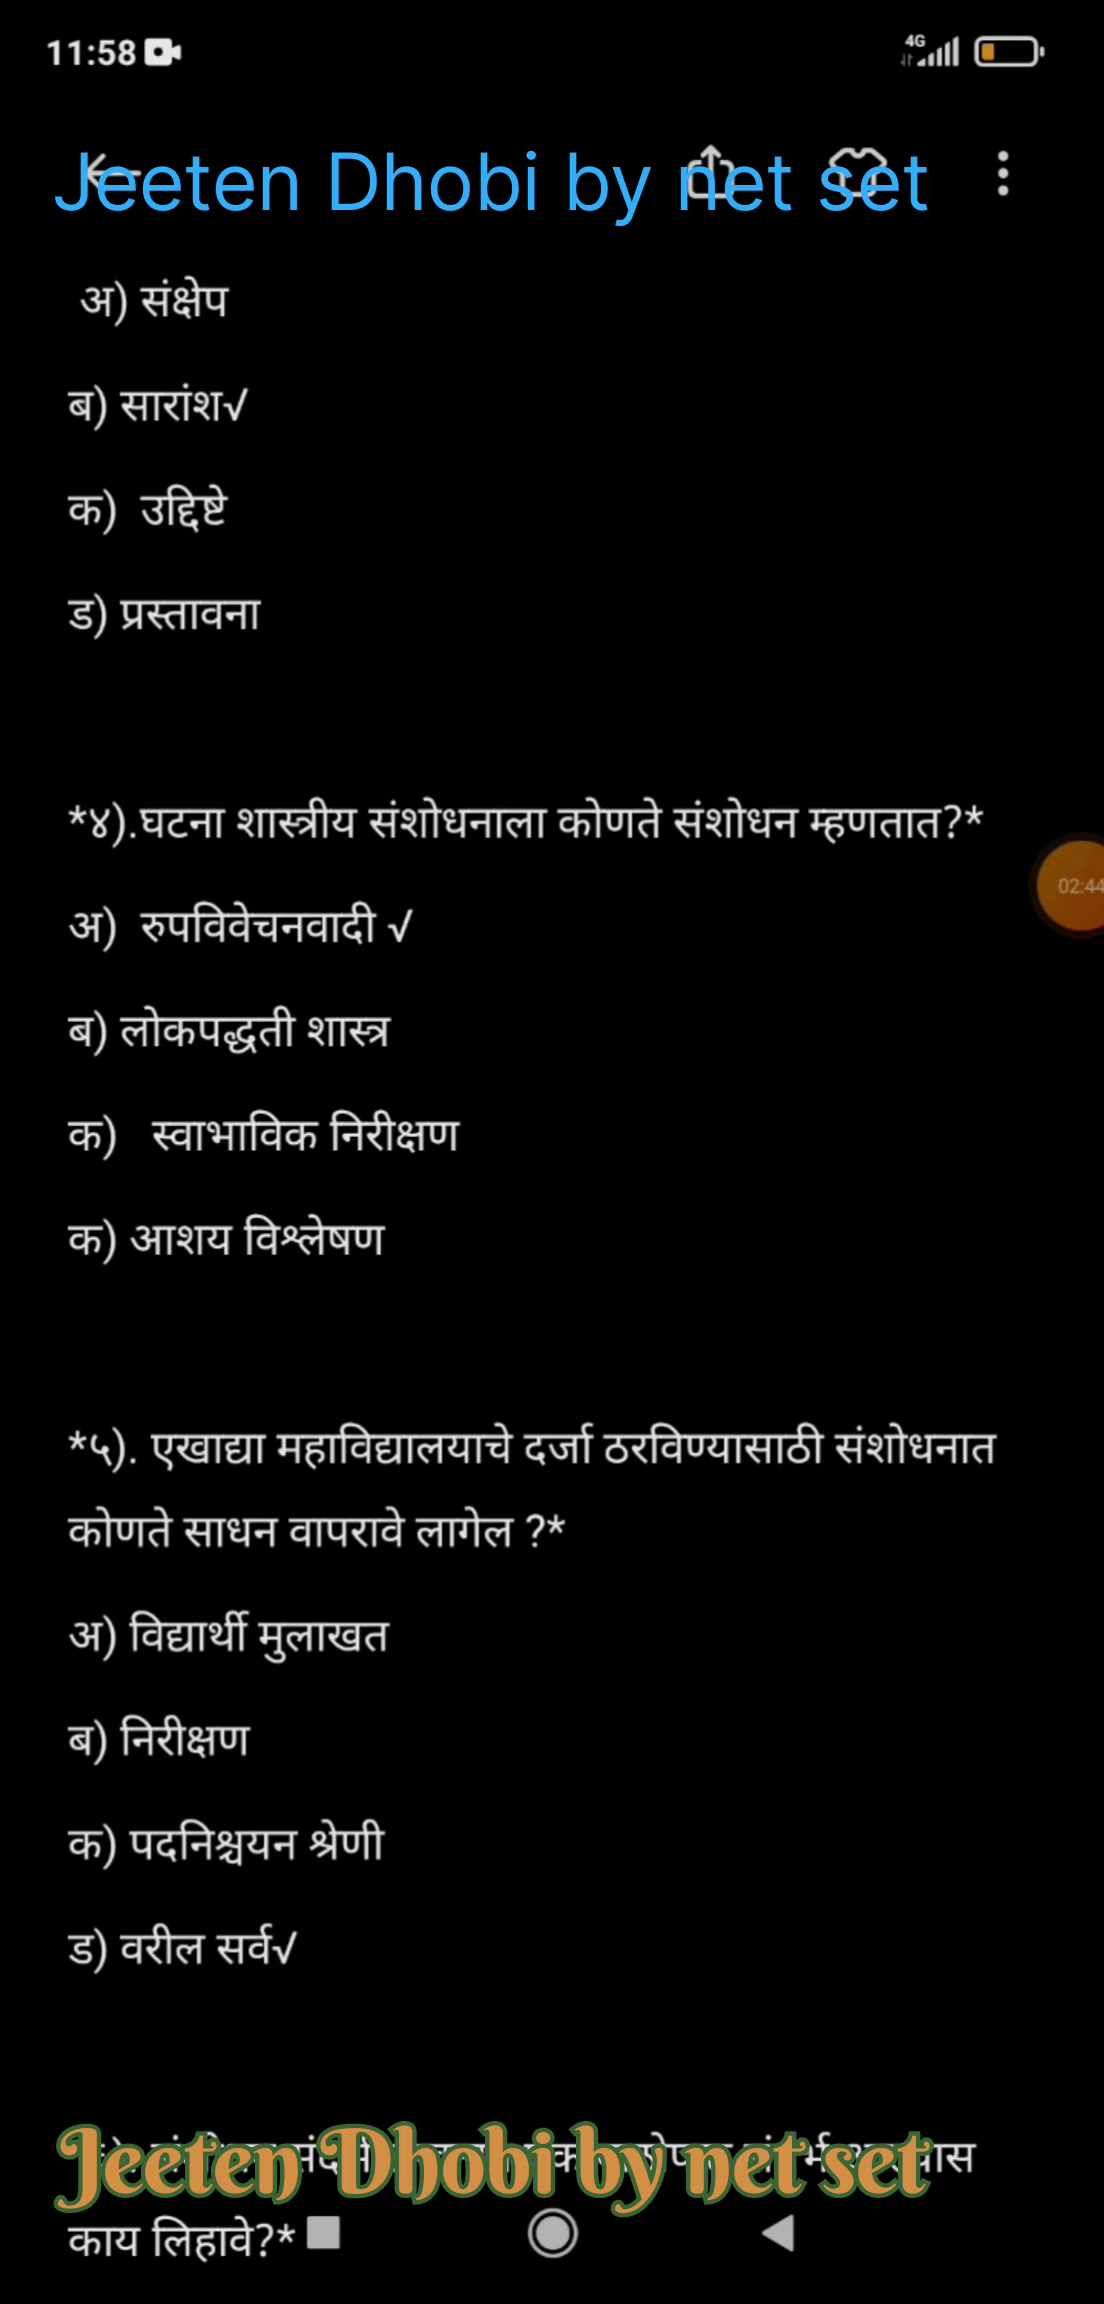 11:58
4G
Jeeten Dhobi by net set
अ) संक्षेप
ब) सारांश√
क) उद्दिष्टे
ड) प्रस्तावना
*४).घटना शास्त्रीय संशोधनाला कोणते संशोधन म्हणतात?*
02:44
अ) रुपविवेचनवादी √
ब) लोकपद्धती शास्त्र
क) स्वाभाविक निरीक्षण
क) आशय विश्लेषण
*५). एखाद्या महाविद्यालयाचे दर्जा ठरविण्यासाठी संशोधनात
कोणते साधन वापरावे लागेल ?*
अ) विद्यार्थी मुलाखत
ब) निरीक्षण
क) पदनिश्चयन श्रेणी
ड) वरील सर्व√
Jeeten Dhobi by net set
काय लिहावे?*